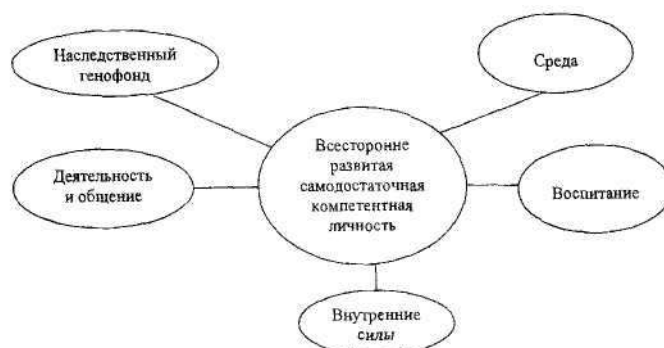 Наследственный
генофонд
Среда
Всесторонне
развитая
самодостаточная
компетентная
личность
Деятельность
и общение
Воспитание
Внутренние
силы